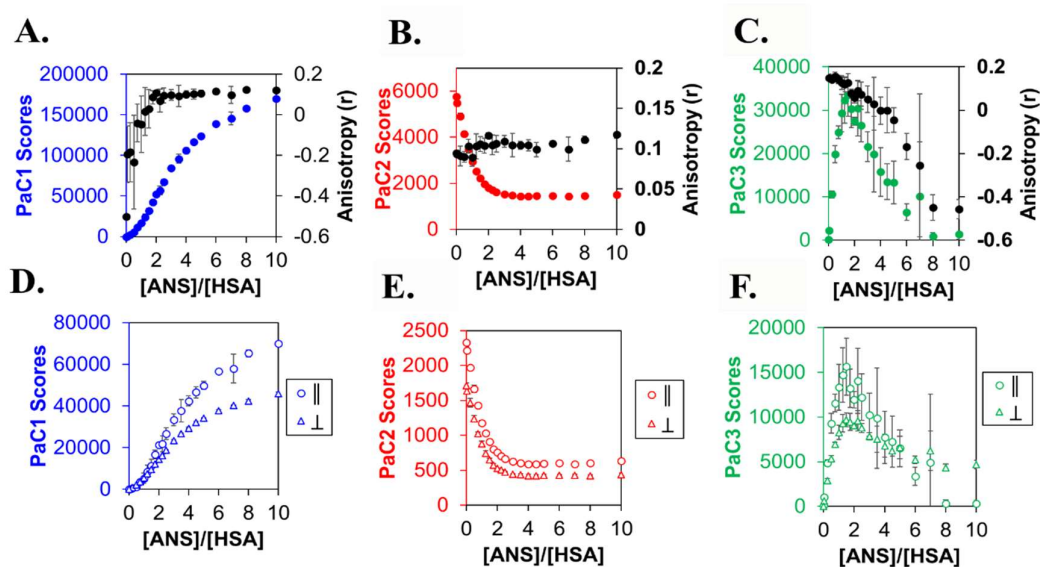 A.
B.
C.
200000
150000
100000
50000
0
PaC1 Scores
0.2
0
-0.2
-0.4
-0.6
Anisotropy (r)
0 2 4 6 8 10
6000
4000
2000
0
PaC2 Scores
0.2
0.15
0.1
0.05
0
Anisotropy (r)
0 2 4 6 8 10
40000
30000
20000
10000
0
PaC3 Scores
0.2
0
-0.2
-0.4
-0.6
Anisotropy (r)
0 2 4 6 8 10
[ANS]/[HSA]
[ANS]/[HSA]
[ANS]/[HSA]
D.
E.
F.
80000
60000
40000
20000
0
PaC1 Scores
0 2 4 6 8 10
[ANS]/[HSA]
||
⊥
2500
2000
1500
1000
500
0
PaC2 Scores
0 2 4 6 8 10
[ANS]/[HSA]
||
⊥
20000
15000
10000
5000
0
PaC3 Scores
0 2 4 6 8 10
[ANS]/[HSA]
||
⊥